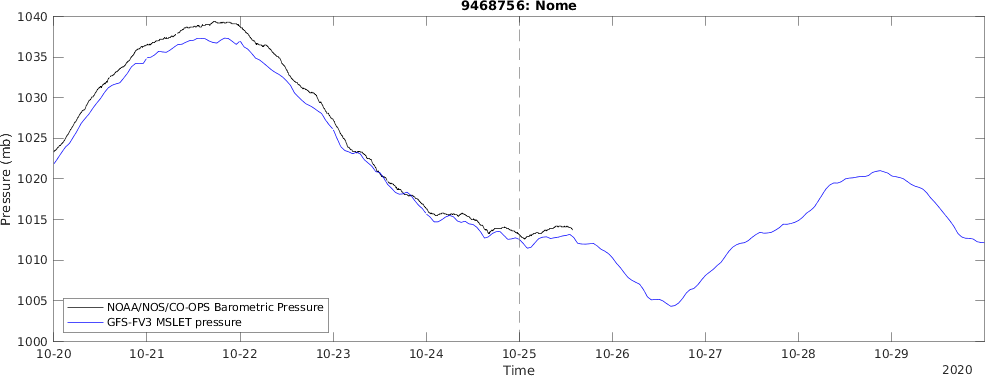 9468756: Nome
1040
1035
1030
1025
1020
1015
1010
1005
1000
Pressure (mb)
NOAA/NOS/CO-OPS Barometric Pressure
GFS-FV3 MSLET pressure
10-20 10-21 10-22 10-23 10-24 10-25 10-26 10-27 10-28 10-29
Time
2020